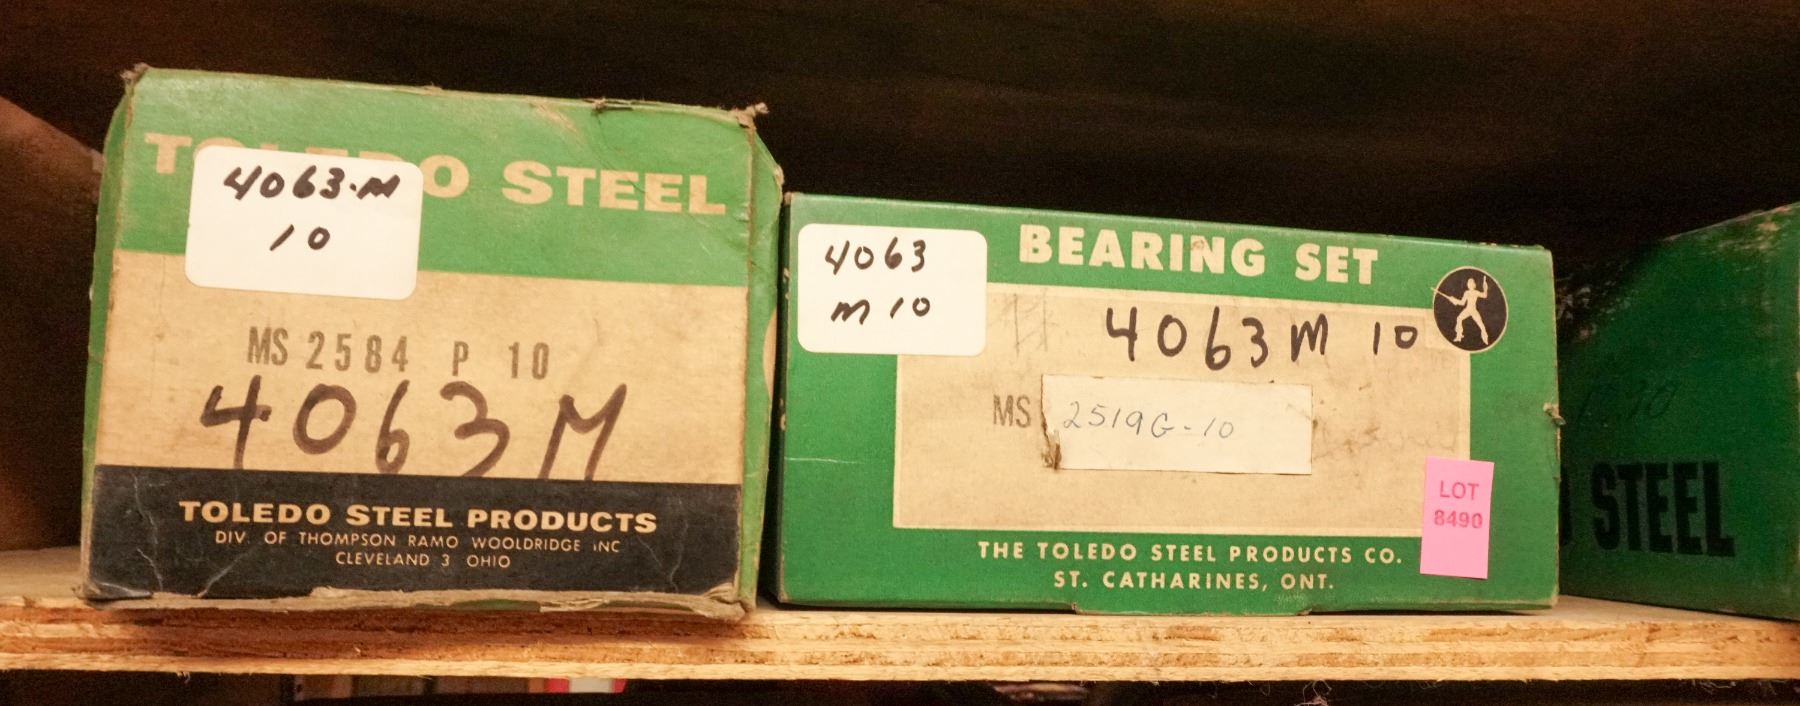 TOLEDO STEEL
4063-M
10
MS 2584 P 10
4063M
TOLEDO STEEL PRODUCTS
DIV. OF THOMPSON RAMO WOOLDRIDGE INC
CLEVELAND 3 OHIO
BEARING SET
4063
M 10
4063M 10
MS 2519G-10
LOT
8490
THE TOLEDO STEEL PRODUCTS CO.
ST. CATHARINES, ONT.
STEEL